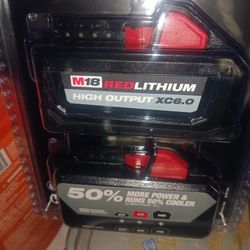 M18 REDLITHIUM
HIGH OUTPUT XC6.0
50% MORE POWER &
RUNS 50% COOLER